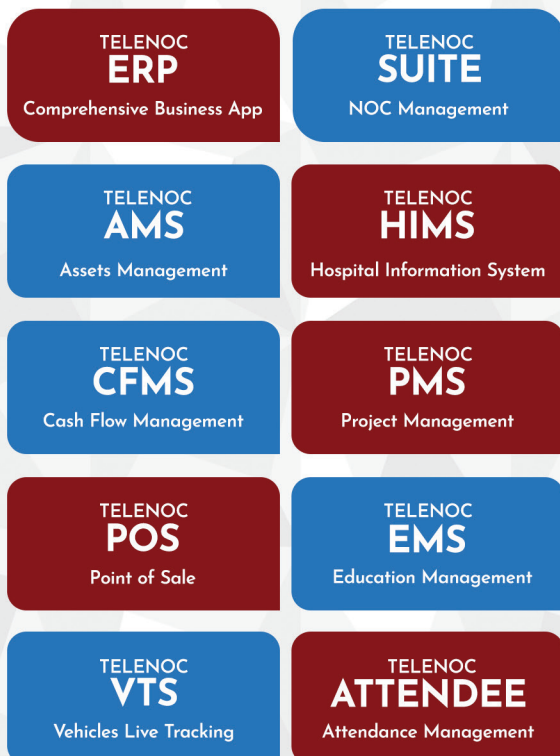 TELENOC
ERP
Comprehensive Business App
TELENOC
SUITE
NOC Management
TELENOC
AMS
Assets Management
TELENOC
HIMS
Hospital Information System
TELENOC
CFMS
Cash Flow Management
TELENOC
PMS
Project Management
TELENOC
POS
Point of Sale
TELENOC
EMS
Education Management
TELENOC
VTS
Vehicles Live Tracking
TELENOC
ATTENDEE
Attendance Management